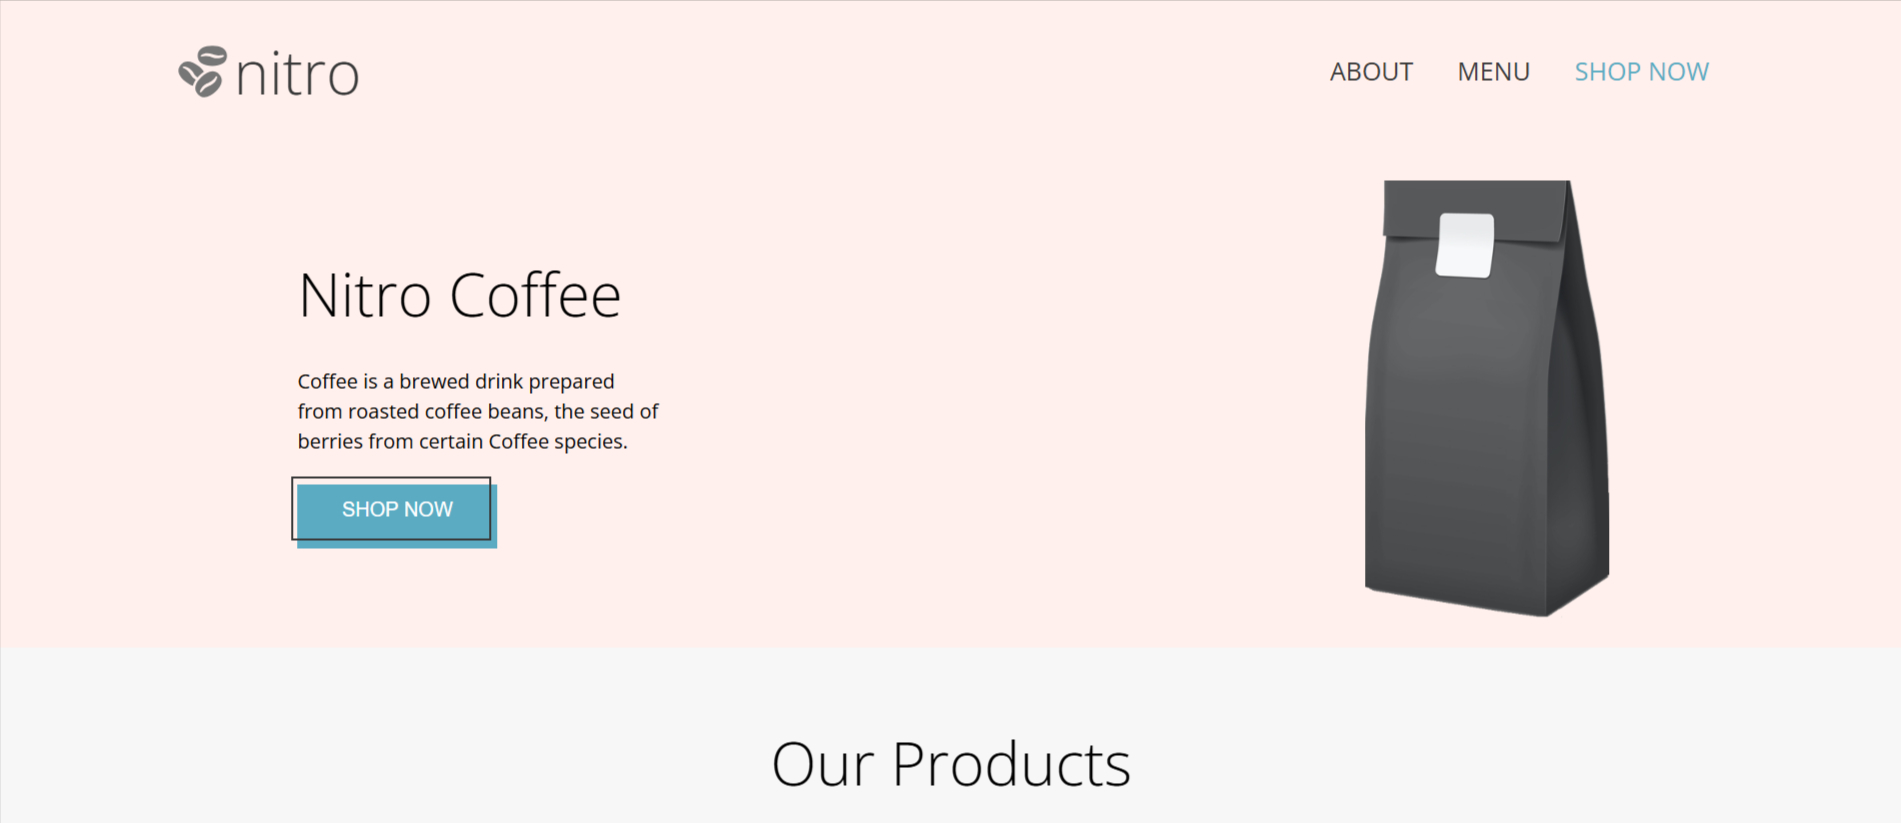 nitro
ABOUT MENU SHOP NOW
Nitro Coffee
Coffee is a brewed drink prepared
from roasted coffee beans, the seed of
berries from certain Coffee species.
SHOP NOW
Our Products